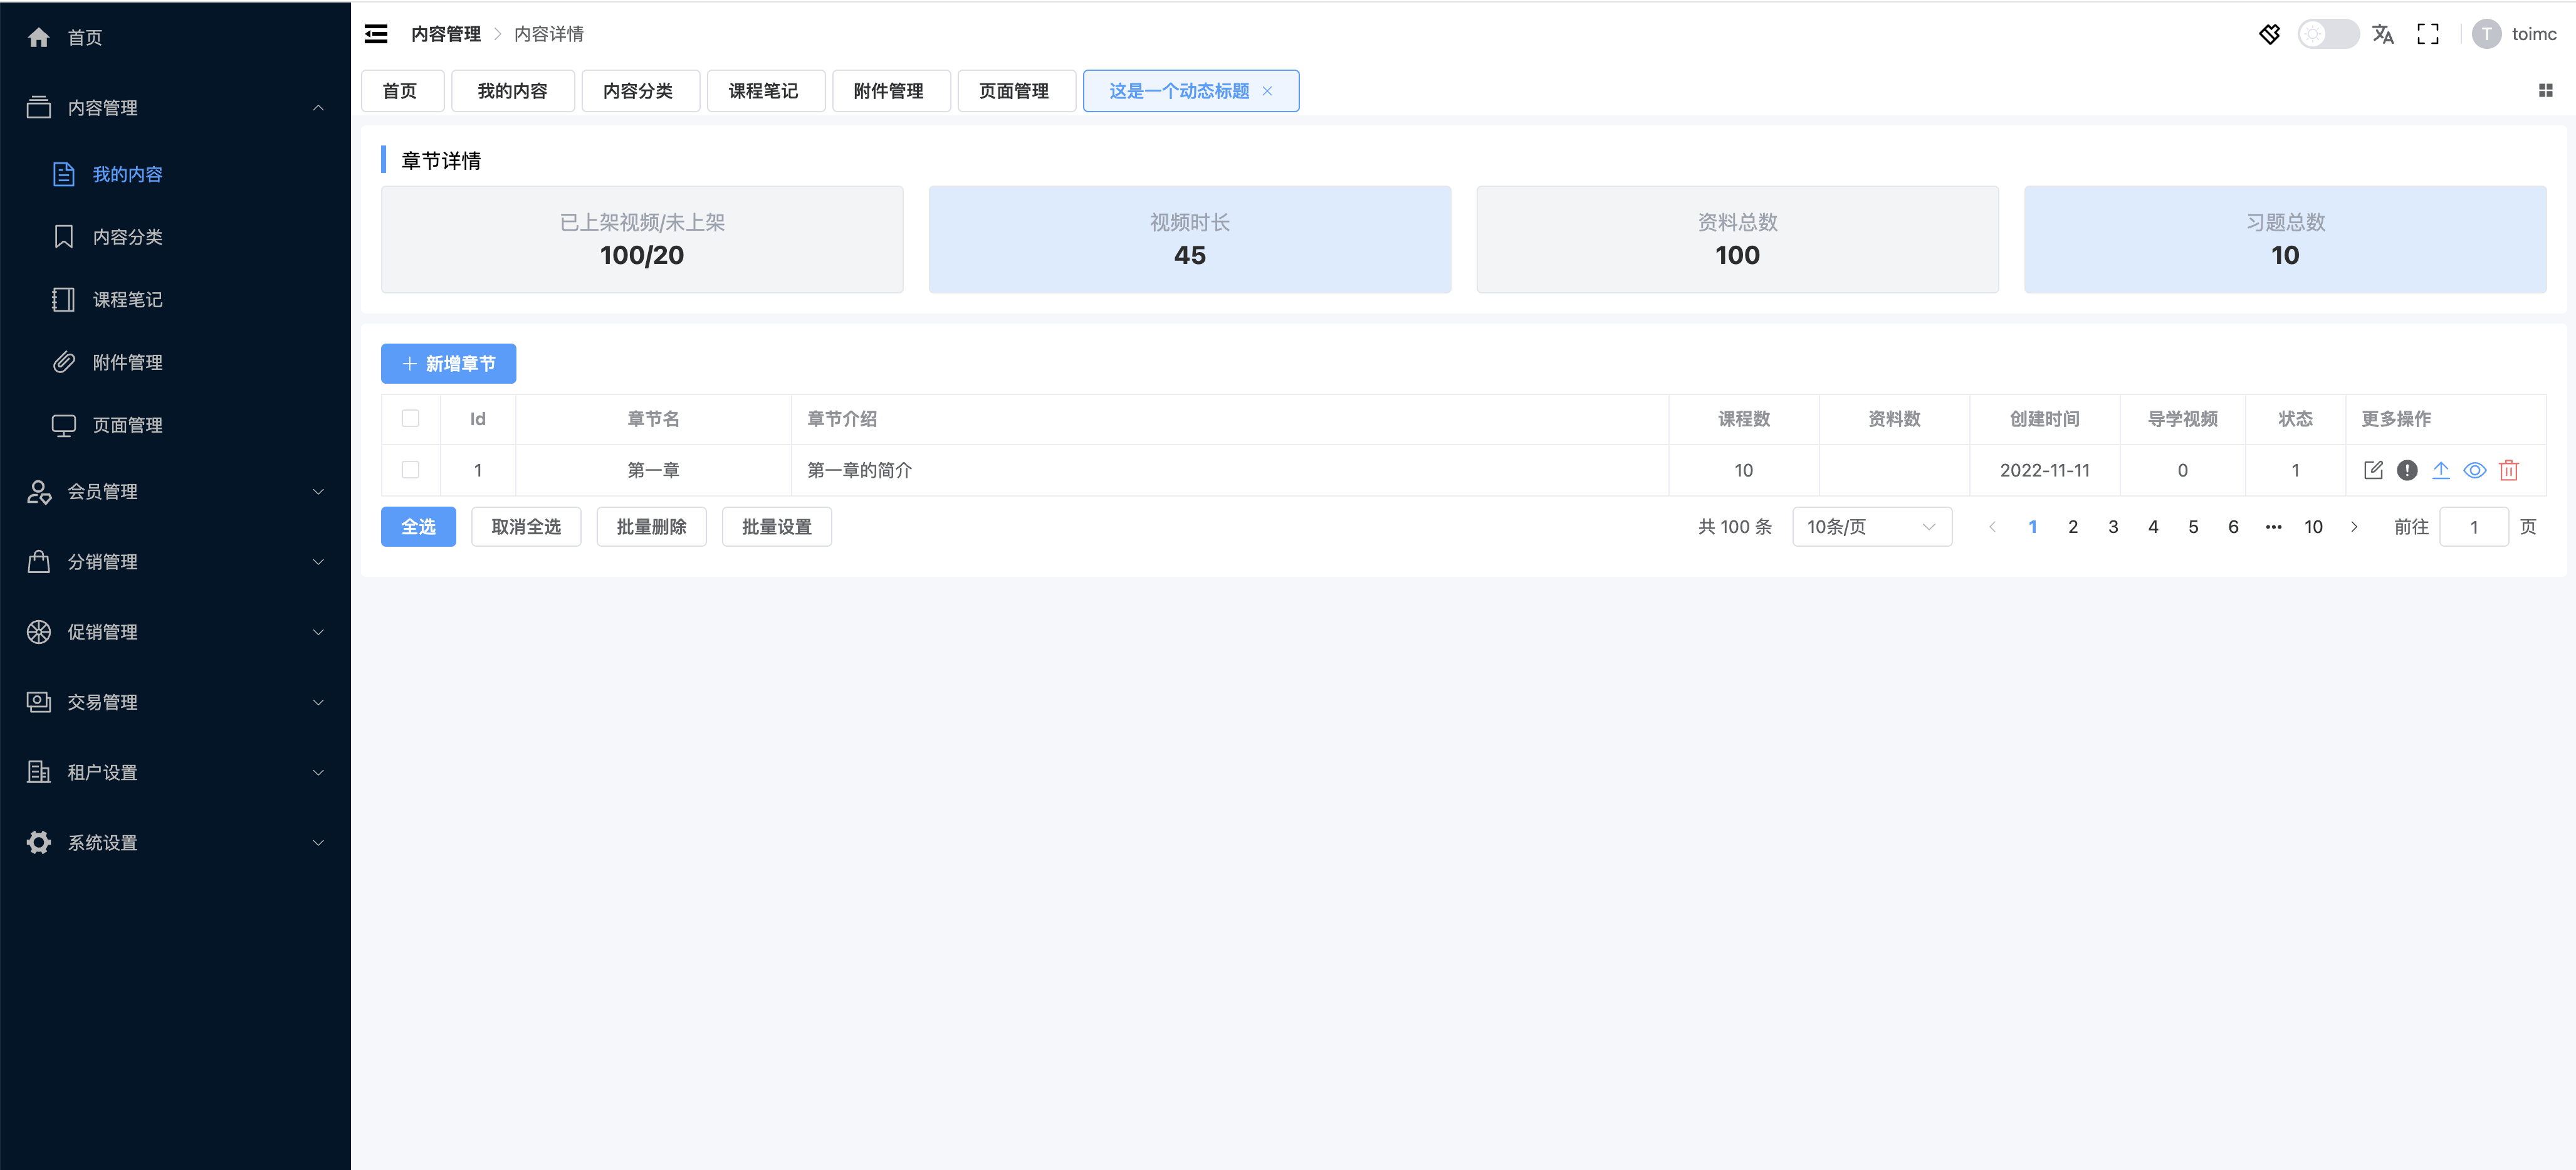 首页
内容管理
我的内容
内容分类
课程笔记
附件管理
页面管理
会员管理
分销管理
促销管理
交易管理
租户设置
系统设置
内容管理 > 内容详情
T toimc
首页 我的内容 内容分类 课程笔记 附件管理 页面管理 这是一个动态标题
章节详情
已上架视频/未上架 视频时长 资料总数 习题总数
100/20 45 100 10
新增章节
Id 章节名 章节介绍 课程数 资料数 创建时间 导学视频 状态 更多操作
1 第一章 第一章的简介 10 2022-11-11 0 1
全选 取消全选 批量删除 批量设置 共 100 条 10条/页 1 2 3 4 5 6 ··· 10 前往 1 页